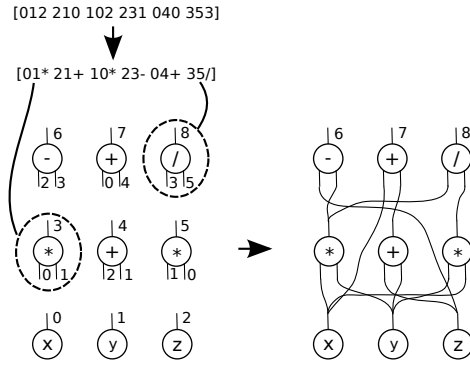 [012 210 102 231 040 353]
[01* 21+ 10* 23- 04+ 35/]
6 7 8 6 7 8
- + / - + /
2 3 0 4 3 5
3 4 5
* + * * + *
0 1 2 1 1 0
0 1 2
x y z x y z